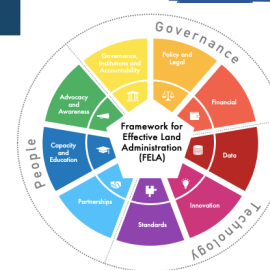 Governance
Governance,
Institutions and
Accountability
Policy and
Legal
Advocacy
and
Awareness
Financial
Framework for
Effective Land
Administration
(FELA)
Capacity
and
Education
Data
People
Partnerships
Innovation
Technology
Standards